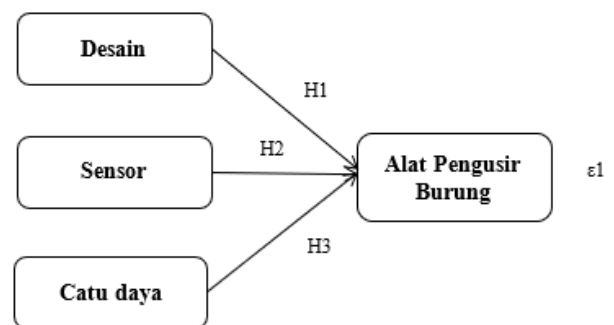 Desain
H1
H2
Sensor
Alat Pengusir
Burung
ε1
H3
Catu daya